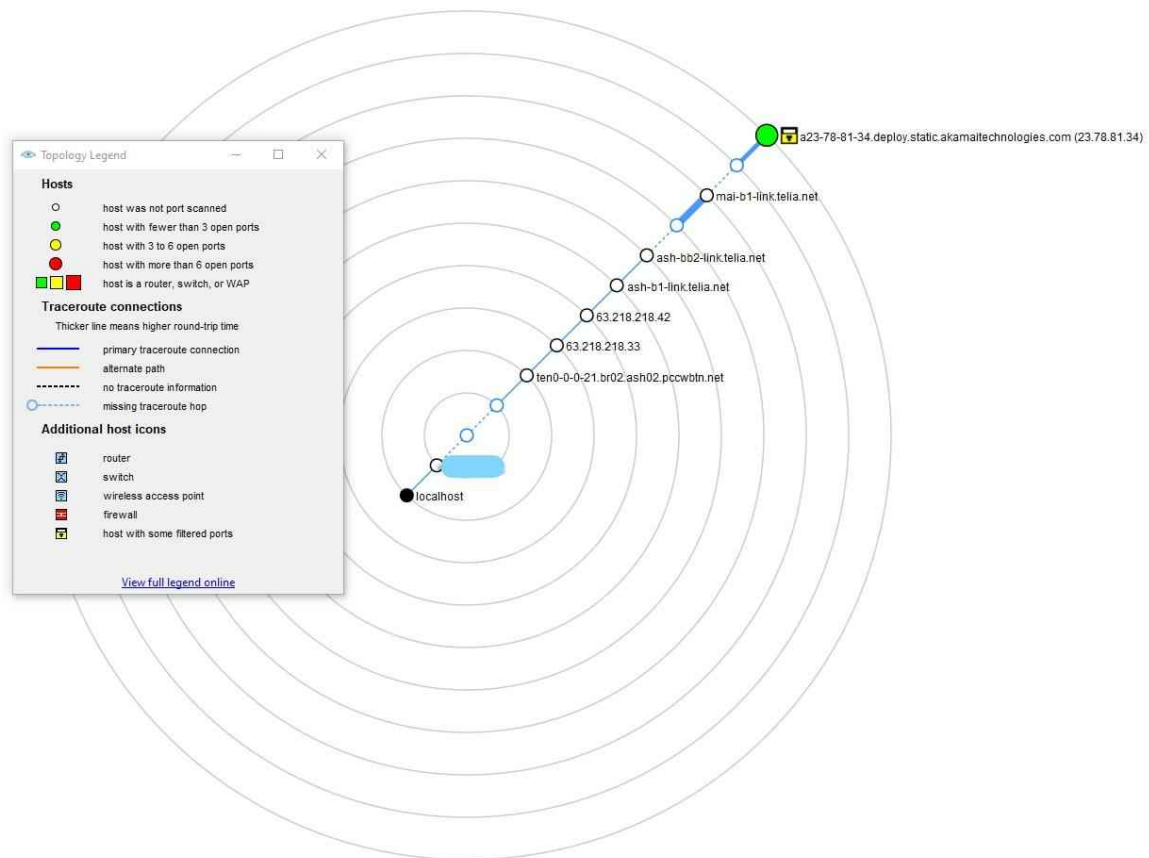 Topology Legend
Hosts
host was not port scanned
host with fewer than 3 open ports
host with 3 to 6 open ports
host with more than 6 open ports
host is a router, switch, or WAP
Traceroute connections
Thicker line means higher round-trip time
primary traceroute connection
alternate path
no traceroute information
missing traceroute hop
Additional host icons
router
switch
wireless access point
firewall
host with some filtered ports
View full legend online
a23-78-81-34.deploy.static.akamaitechnologies.com (23.78.81.34)
mai-b1-link.telia.net
ash-bb2-link.telia.net
ash-b1-link.telia.net
63.218.218.42
63.218.218.33
ten0-0-0-21.br02.ash02.pccwbtn.net
localhost